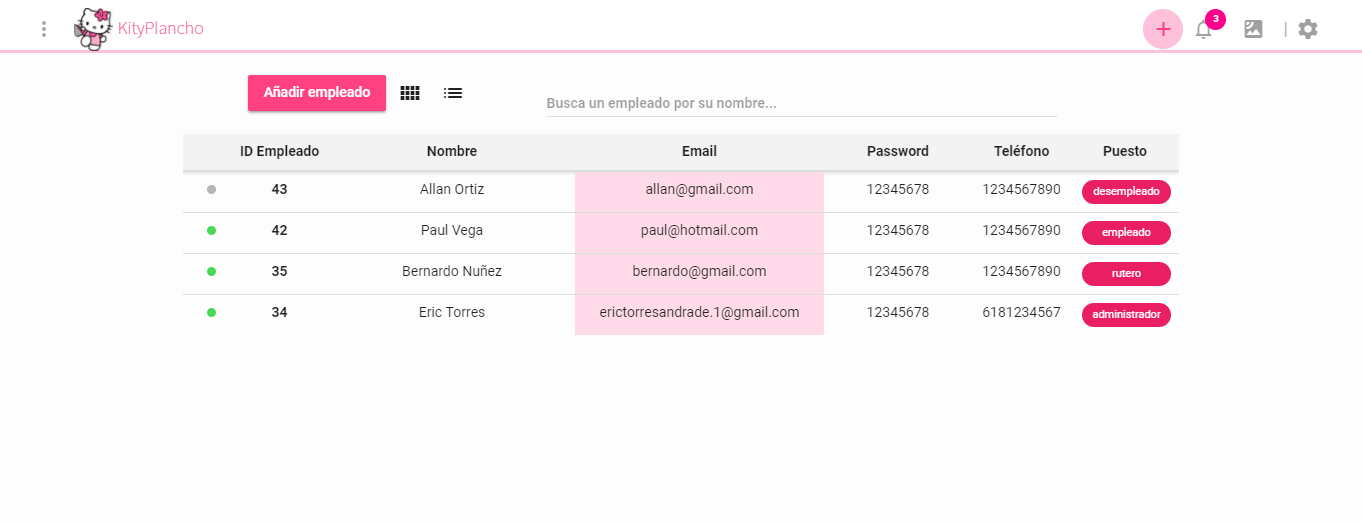 KityPlancho
3
Añadir empleado
Busca un empleado por su nombre...
ID Empleado Nombre Email Password Teléfono Puesto
43 Allan Ortiz allan@gmail.com 12345678 1234567890 desempleado
42 Paul Vega paul@hotmail.com 12345678 1234567890 empleado
35 Bernardo Nuñez bernardo@gmail.com 12345678 1234567890 rutero
34 Eric Torres erictorresandrade.1@gmail.com 12345678 6181234567 administrador